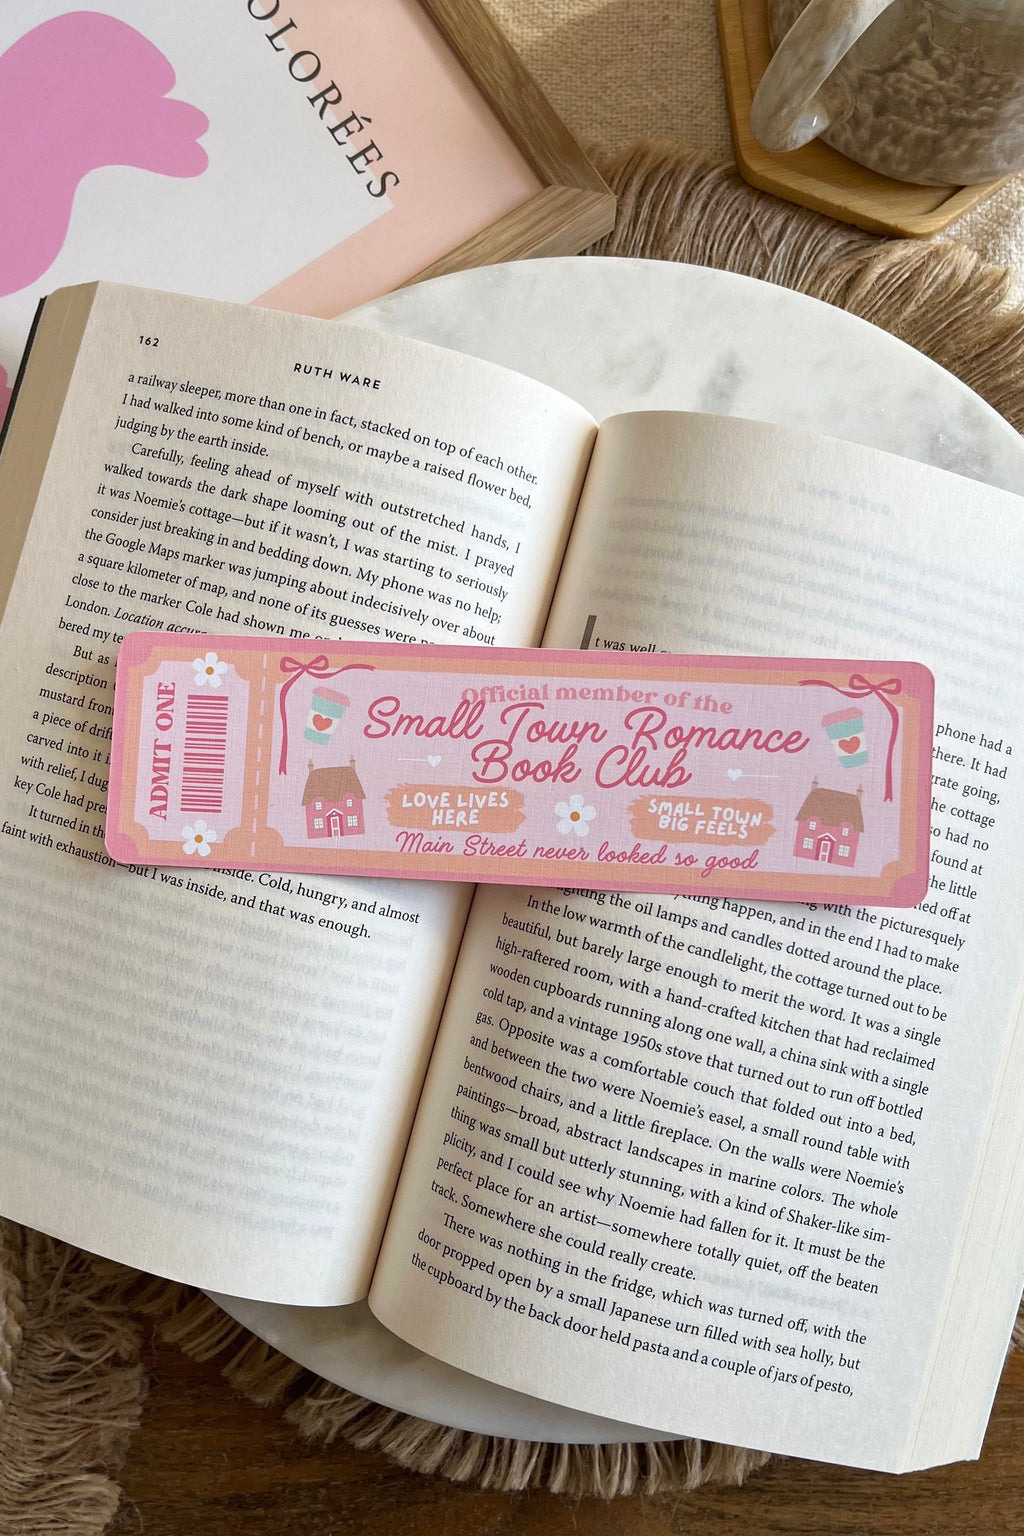 OLORÉES
162
RUTH WARE
a railway sleeper, more than one in fact, stacked on top of each other.
I had walked into some kind of bench, or maybe a raised flower bed,
judging by the earth inside.
Carefully, feeling ahead of myself with outstretched hands, I
walked towards the dark shape looming out of the mist. I prayed
it was Noemie's cottage—but if it wasn't, I was starting to seriously
consider just breaking in and bedding down. My phone was no help;
the Google Maps marker was jumping about indecisively over about
a square kilometer of map, and none of its guesses were
close to the marker Cole had shown me
London. Location
bered my
But as
description
mustard
a piece of
carved into it
with relief, I
key Cole had
It turned in the
faint with exhaustion—but I was inside. Cold, hungry, and almost
I was inside, and that was enough.
ADMIT ONE
Official member of the
Small Town Romance
Book Club
LOVE LIVES
HERE
SMALL TOWN
BIG FEELS
Main Street never looked so good
t was well
phone had a
there. It had
grate going,
the cottage
so had no
found at
the little
off at
lighting the oil lamps and candles dotted around the place.
happen, and in the end I had to make
with the picturesquely
In the low warmth of the candlelight, the cottage turned out to be
beautiful, but barely large enough to merit the word. It was a single
high-raftered room, with a hand-crafted kitchen that had reclaimed
wooden cupboards running along one wall, a china sink with a single
cold tap, and a vintage 1950s stove that turned out to run off bottled
gas. Opposite was a comfortable couch that folded out into a bed,
and between the two were Noemie's easel, a small round table with
bentwood chairs, and a little fireplace. On the walls were Noemie's
paintings—broad, abstract landscapes in marine colors. The whole
thing was small but utterly stunning, with a kind of Shaker-like sim-
plicity, and I could see why Noemie had fallen for it. It must be the
perfect place for an artist—somewhere totally quiet, off the beaten
track. Somewhere she could really create.
There was nothing in the fridge, which was turned off, with the
door propped open by a small Japanese urn filled with sea holly, but
the cupboard by the back door held pasta and a couple of jars of pesto,